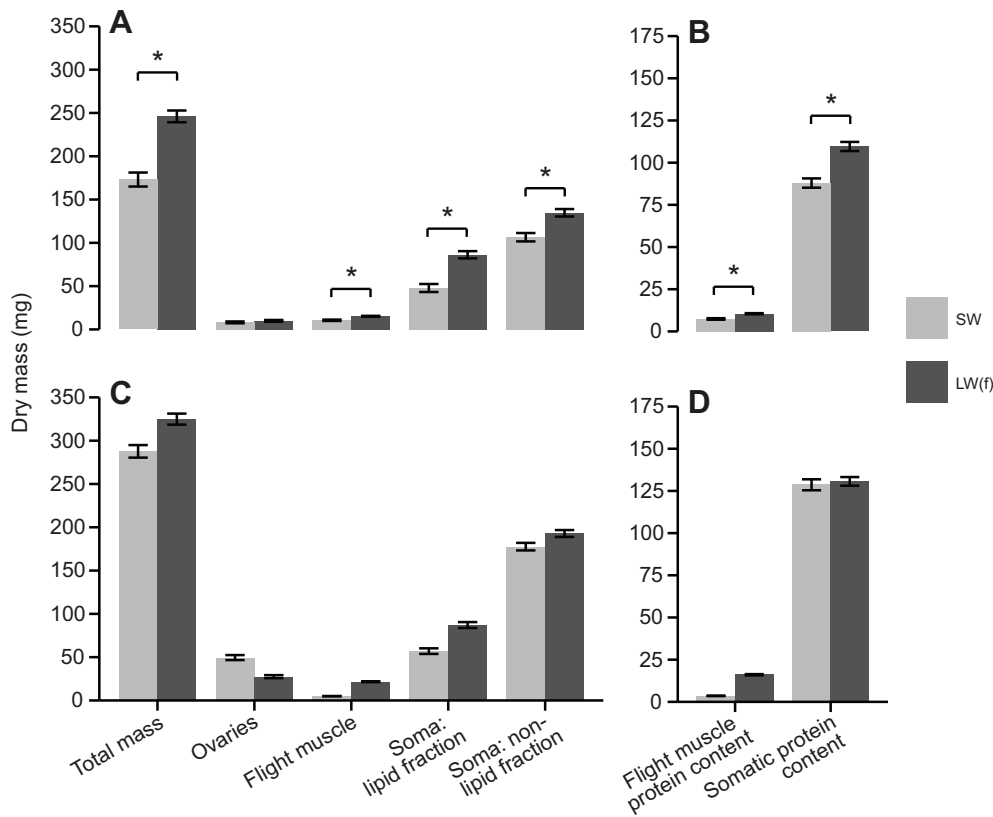 A
350
300
250
200
150
100
50
0
*
*
*
*
B
175
150
125
100
75
50
25
0
*
*
SW
LW(f)
Dry mass (mg)
C
350
300
250
200
150
100
50
0
Total mass
Ovaries
Flight muscle
Soma:
lipid fraction
Soma: non-
lipid fraction
D
175
150
125
100
75
50
25
0
Flight muscle
protein content
Somatic protein
content